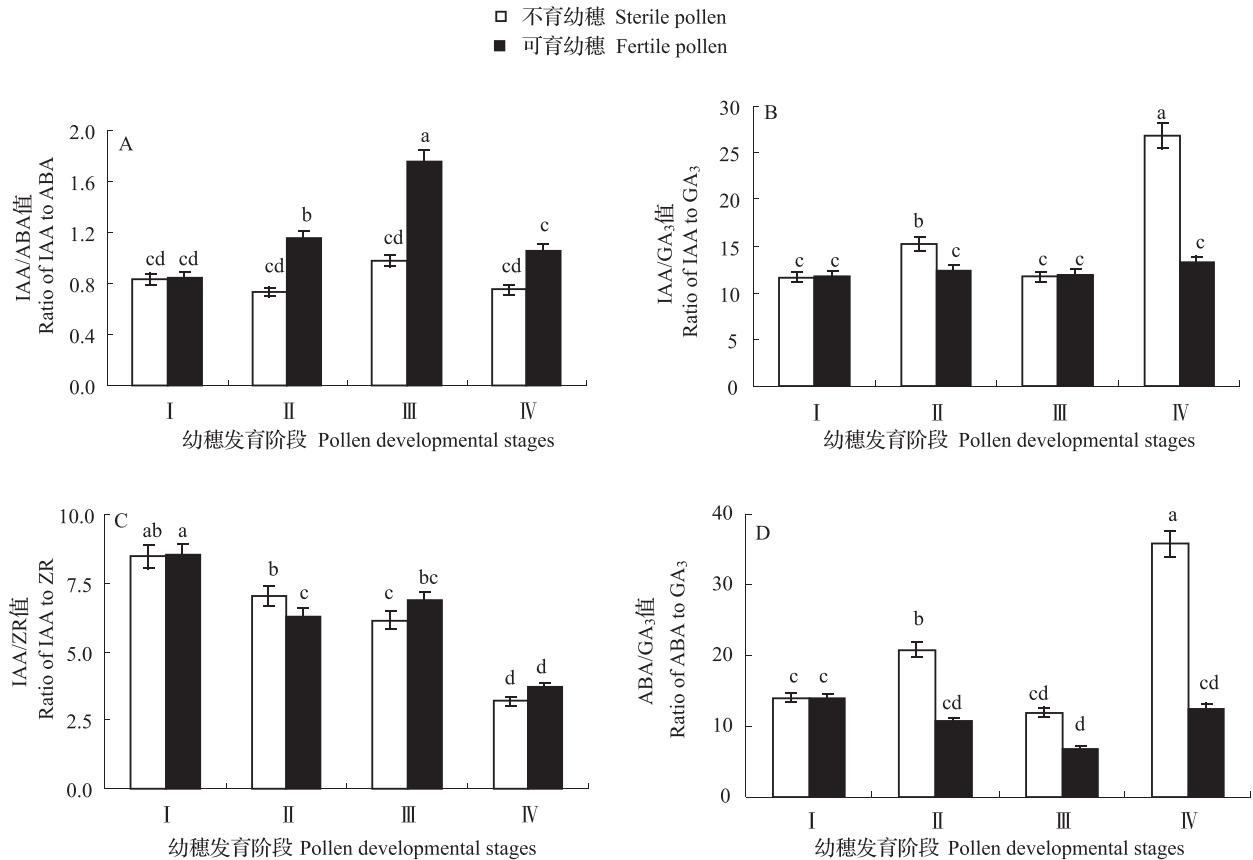 不育幼穗 Sterile pollen
可育幼穗 Fertile pollen
A
IAA/ABA值
Ratio of IAA to ABA
2.0
1.6
1.2
0.8
0.4
0.0
cd cd
cd b
cd a
cd c
Ⅰ Ⅱ Ⅲ Ⅳ
幼穗发育阶段 Pollen developmental stages
B
IAA/GA3值
Ratio of IAA to GA3
30
25
20
15
10
5
0
c c
b c
c c
a c
Ⅰ Ⅱ Ⅲ Ⅳ
幼穗发育阶段 Pollen developmental stages
C
IAA/ZR值
Ratio of IAA to ZR
10.0
7.5
5.0
2.5
0.0
ab a
b c
c bc
d d
Ⅰ Ⅱ Ⅲ Ⅳ
幼穗发育阶段 Pollen developmental stages
D
ABA/GA3值
Ratio of ABA to GA3
40
30
20
10
0
c c
b cd
cd d
a cd
Ⅰ Ⅱ Ⅲ Ⅳ
幼穗发育阶段 Pollen developmental stages